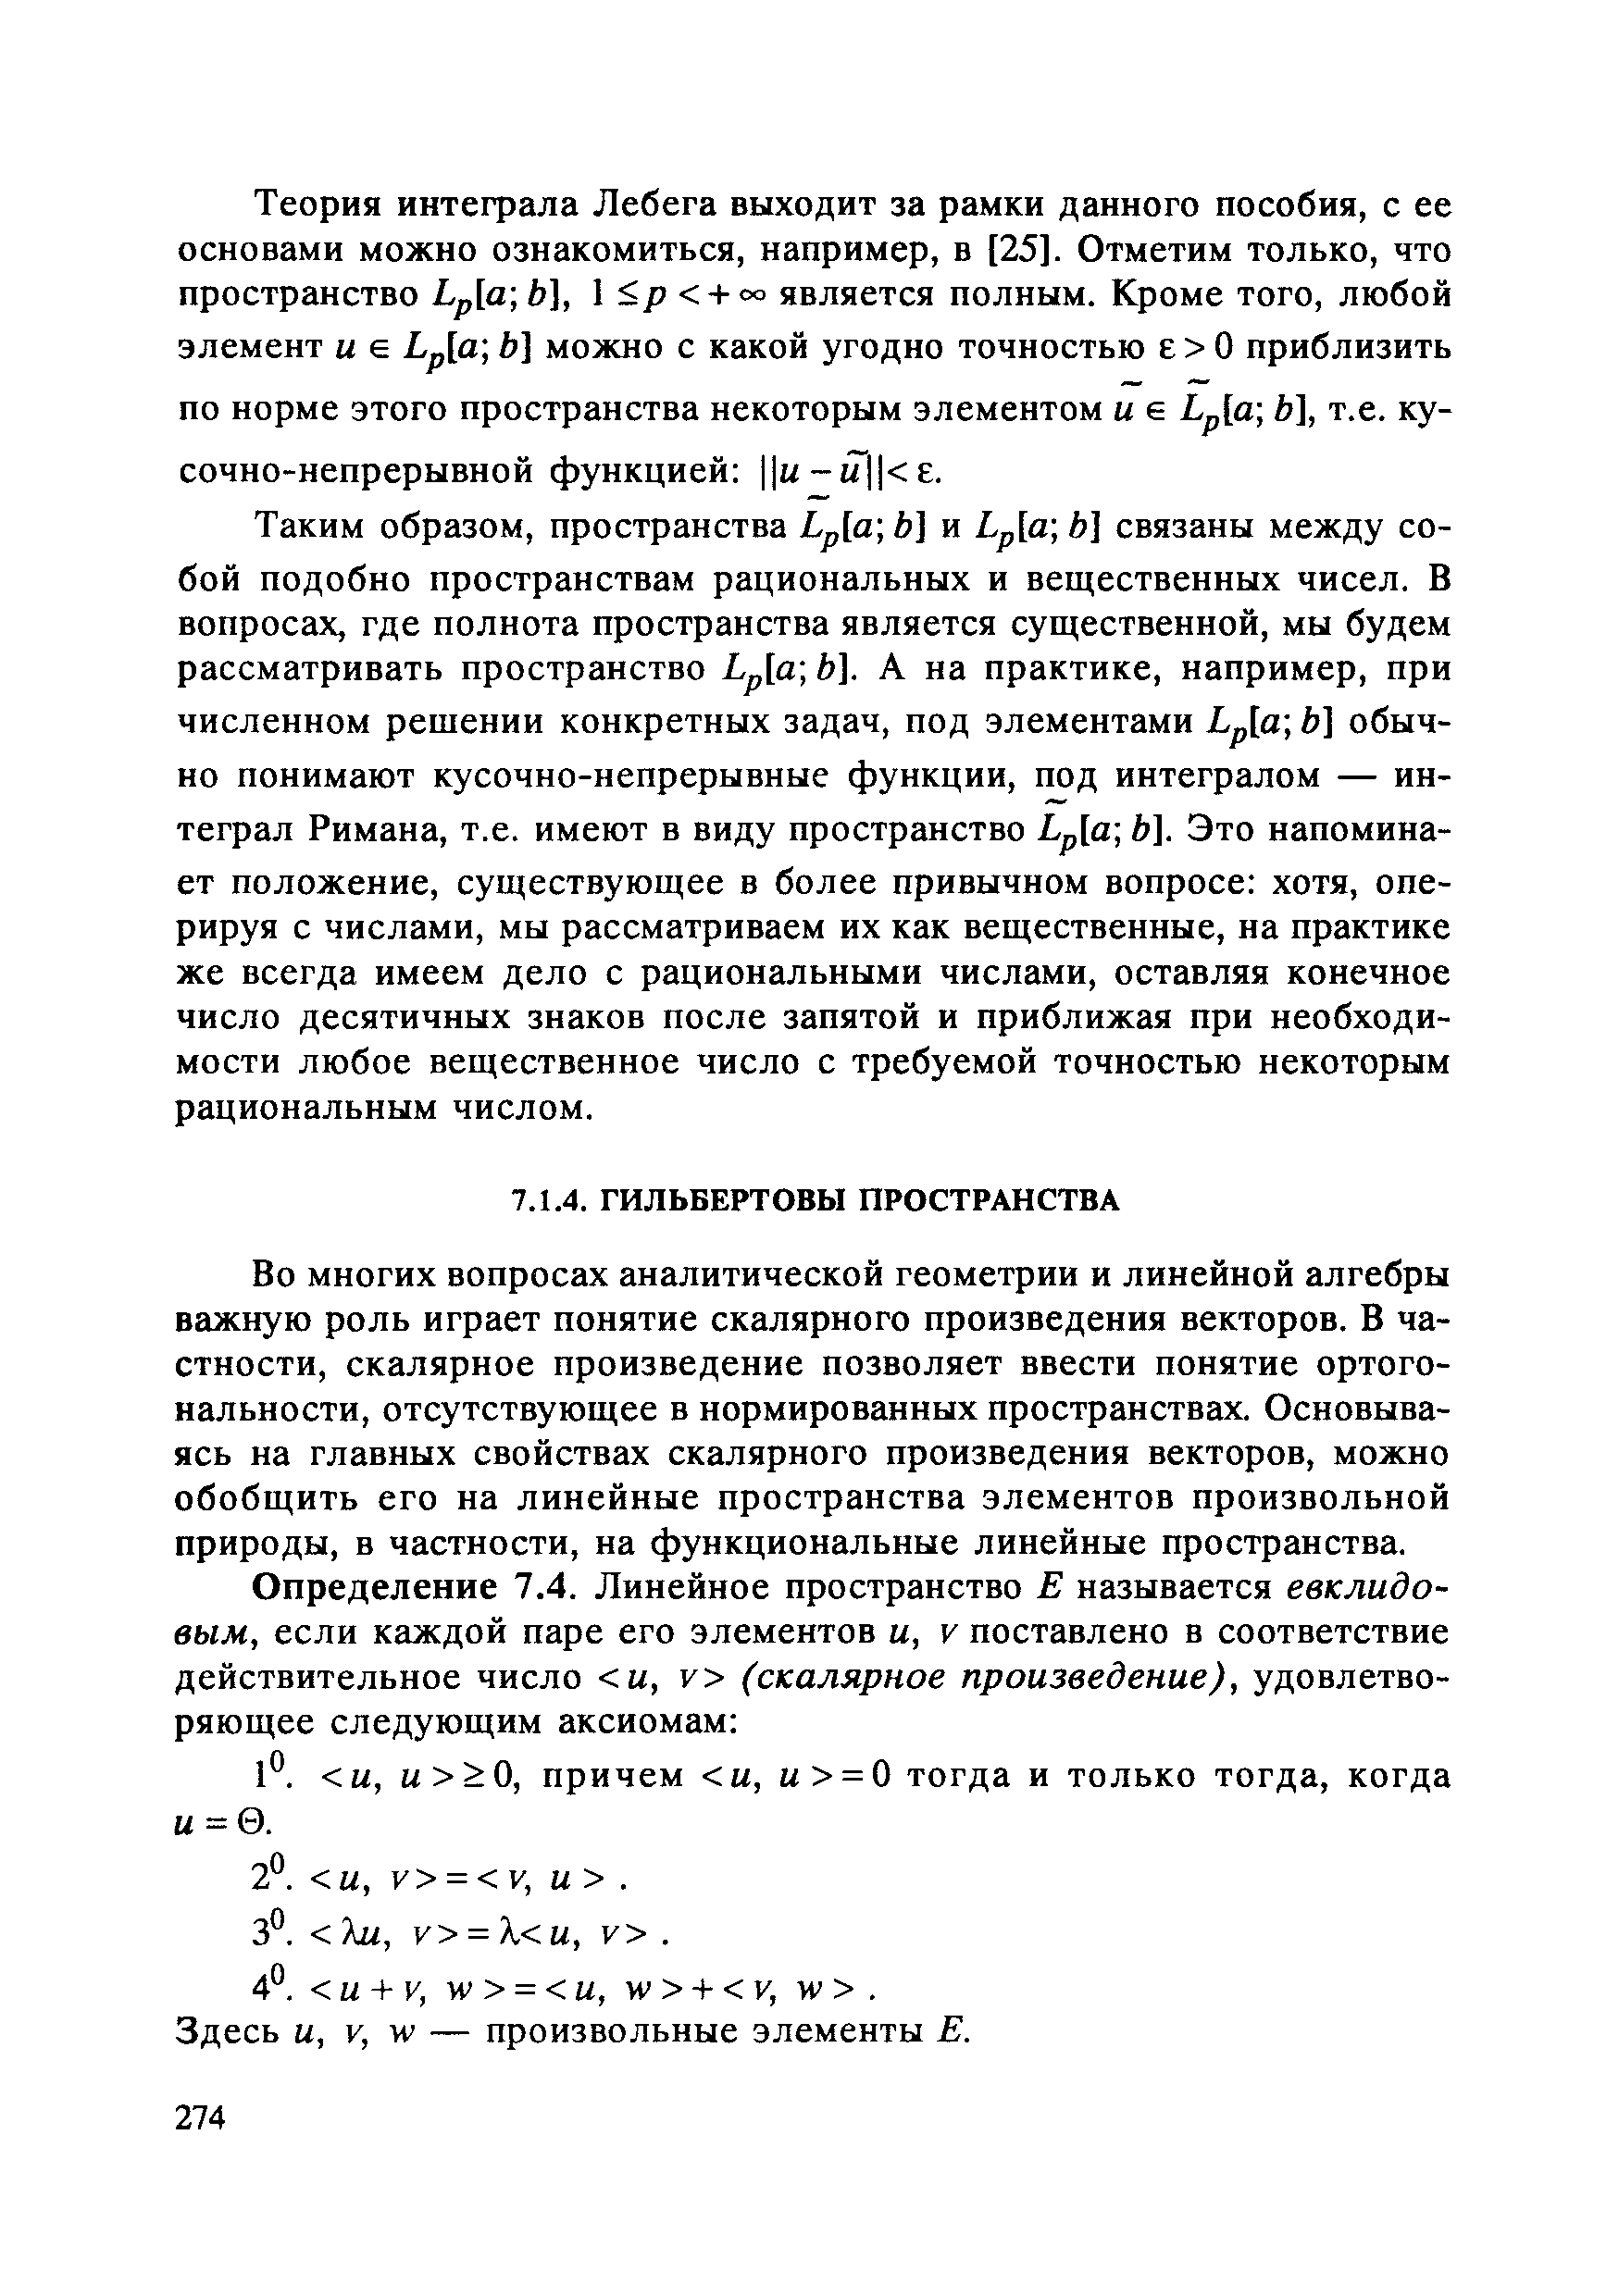 Теория интеграла Лебега выходит за рамки данного пособия, с ее
основами можно ознакомиться, например, в [25]. Отметим только, что
пространство Lₚ[a; b], 1 ≤ p < + ∞ является полным. Кроме того, любой
элемент u ∈ Lₚ[a; b] можно с какой угодно точностью ε > 0 приблизить
по норме этого пространства некоторым элементом ũ ∈ L̃ₚ[a; b], т.е. ку-
сочно-непрерывной функцией: ||u – ũ||< ε.
Таким образом, пространства L̃ₚ[a; b] и Lₚ[a; b] связаны между со-
бой подобно пространствам рациональных и вещественных чисел. В
вопросах, где полнота пространства является существенной, мы будем
рассматривать пространство Lₚ[a; b]. А на практике, например, при
численном решении конкретных задач, под элементами Lₚ[a; b] обыч-
но понимают кусочно-непрерывные функции, под интегралом — ин-
теграл Римана, т.е. имеют в виду пространство L̃ₚ[a; b]. Это напомина-
ет положение, существующее в более привычном вопросе: хотя, опе-
рируя с числами, мы рассматриваем их как вещественные, на практике
же всегда имеем дело с рациональными числами, оставляя конечное
число десятичных знаков после запятой и приближая при необходи-
мости любое вещественное число с требуемой точностью некоторым
рациональным числом.
7.1.4. ГИЛЬБЕРТОВЫ ПРОСТРАНСТВА
Во многих вопросах аналитической геометрии и линейной алгебры
важную роль играет понятие скалярного произведения векторов. В ча-
стности, скалярное произведение позволяет ввести понятие ортого-
нальности, отсутствующее в нормированных пространствах. Основыва-
ясь на главных свойствах скалярного произведения векторов, можно
обобщить его на линейные пространства элементов произвольной
природы, в частности, на функциональные линейные пространства.
Определение 7.4. Линейное пространство E называется евклидо-
вым, если каждой паре его элементов u, v поставлено в соответствие
действительное число <u, v> (скалярное произведение), удовлетво-
ряющее следующим аксиомам:
1⁰. <u, u>≥0, причем <u, u>=0 тогда и только тогда, когда
u = Θ.
2⁰. <u, v>=<v, u> .
3⁰. <λu, v>=λ<u, v> .
4⁰. <u + v, w>=<u, w>+<v, w> .
Здесь u, v, w — произвольные элементы E.
274